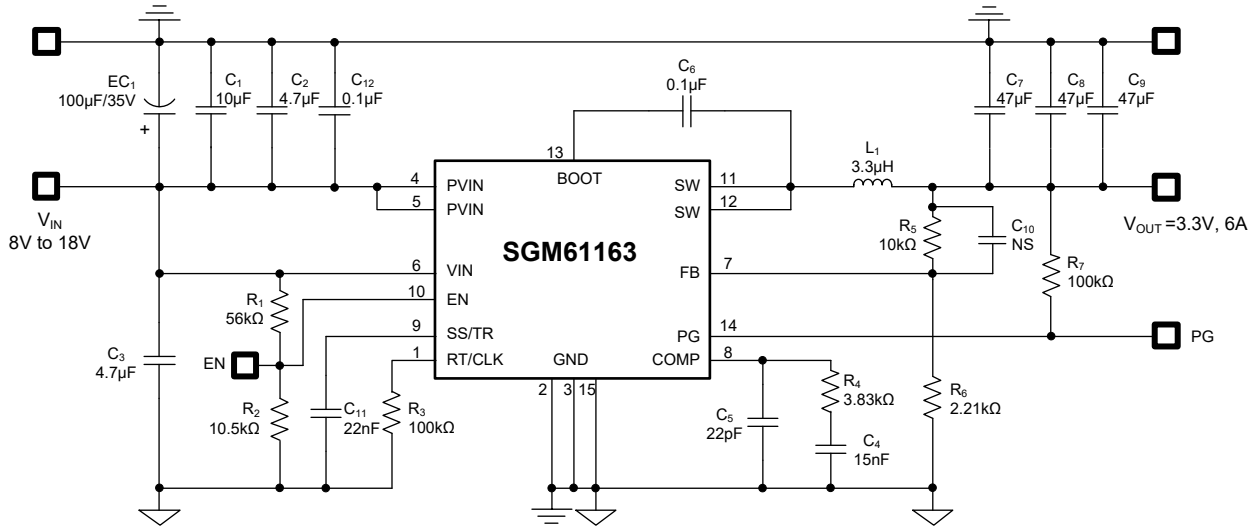 EC₁
100μF/35V
+
C₁
10μF
C₂
4.7μF
C₁₂
0.1μF
C₆
0.1μF
C₇
47μF
C₈
47μF
C₉
47μF
VIN
8V to 18V
4
5
6
10
9
1
13
BOOT
PVIN
PVIN
SW
SW
SGM61163
VIN
FB
EN
SS/TR
PG
RT/CLK
GND
COMP
2
3
15
11
12
7
14
8
L₁
3.3μH
R₅
10kΩ
C₁₀
NS
VOUT =3.3V, 6A
R₇
100kΩ
PG
R₁
56kΩ
C₃
4.7μF
EN
R₂
10.5kΩ
C₁₁
22nF
R₃
100kΩ
C₅
22pF
R₄
3.83kΩ
C₄
15nF
R₆
2.21kΩ